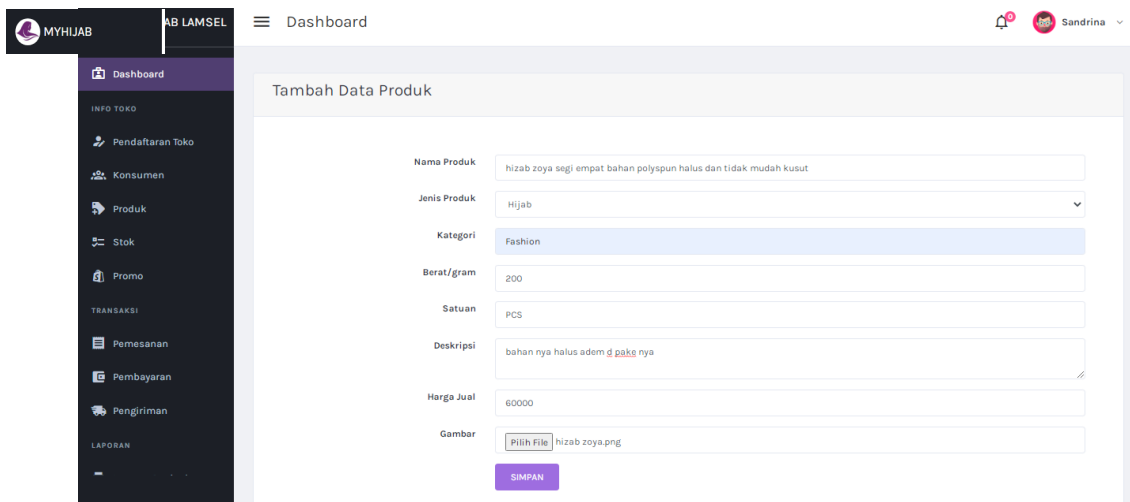 MYHIJAB
AB LAMSEL
Dashboard
0
Sandrina
Dashboard
INFO TOKO
Pendaftaran Toko
Konsumen
Produk
Stok
Promo
TRANSAKSI
Pemesanan
Pembayaran
Pengiriman
LAPORAN
Tambah Data Produk
Nama Produk
hizab zoya segi empat bahan polyspun halus dan tidak mudah kusut
Jenis Produk
Hijab
Kategori
Fashion
Berat/gram
200
Satuan
PCS
Deskripsi
bahan nya halus adem d pake nya
Harga Jual
60000
Gambar
Pilih File hizab zoya.png
SIMPAN